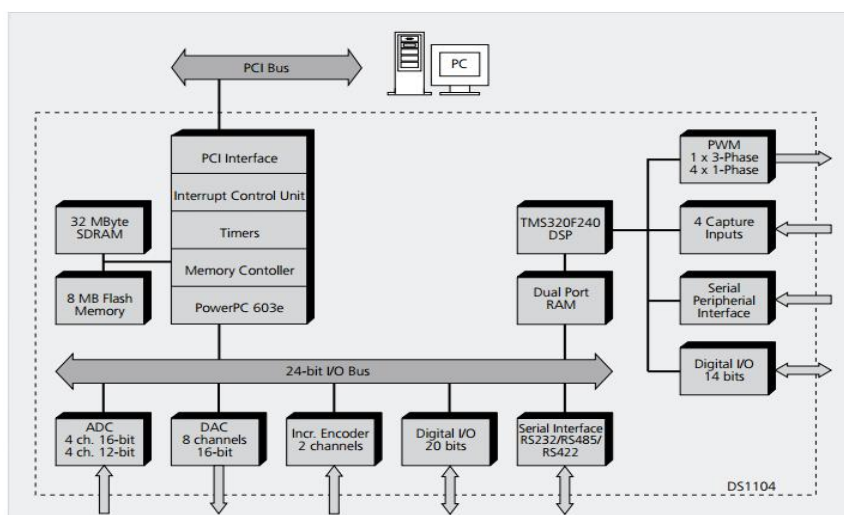 PCI Bus
PC
PCI Interface
Interrupt Control Unit
Timers
Memory Contoller
PowerPC 603e
32 MByte
SDRAM
8 MB Flash
Memory
TMS320F240
DSP
Dual Port
RAM
PWM
1 x 3-Phase
4 x 1-Phase
4 Capture
Inputs
Serial
Peripherial
Interface
Digital I/O
14 bits
24-bit I/O Bus
ADC
4 ch. 16-bit
4 ch. 12-bit
DAC
8 channels
16-bit
Incr. Encoder
2 channels
Digital I/O
20 bits
Serial Interface
RS232/RS485/
RS422
DS1104